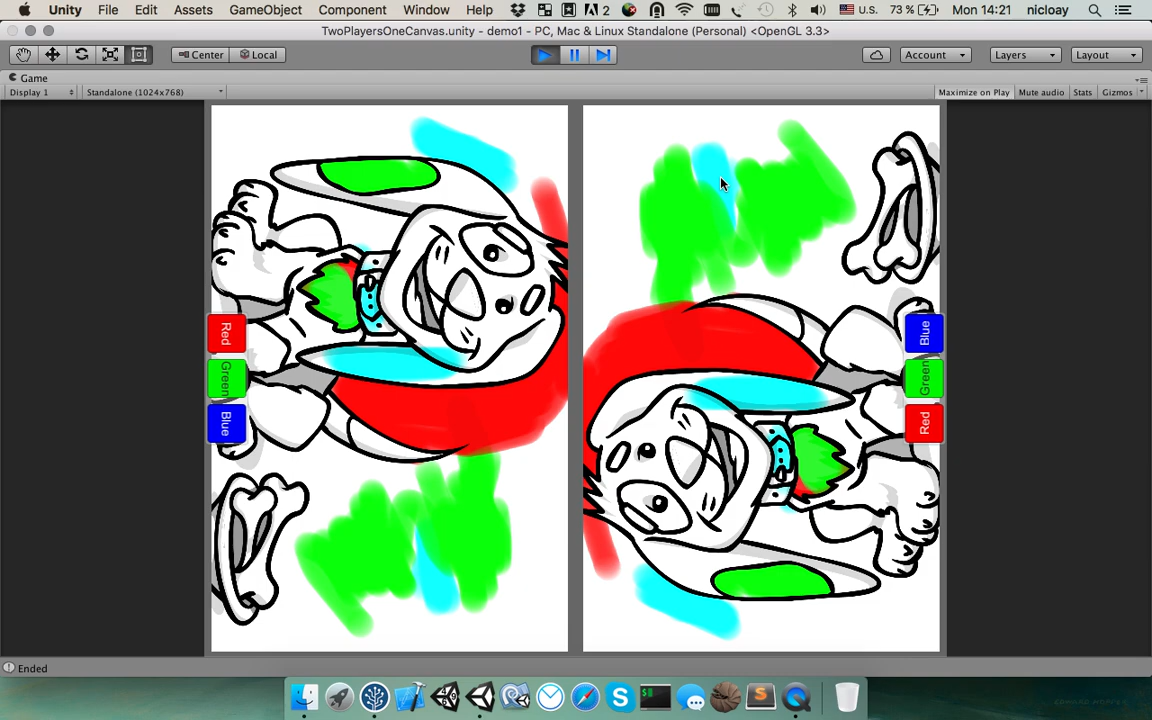 Unity File Edit Assets GameObject Component Window Help 2 U.S. 73 % Mon 14:21 nicloay
TwoPlayersOneCanvas.unity - demo1 - PC, Mac & Linux Standalone (Personal) <OpenGL 3.3>
Center Local Account Layers Layout
Game
Display 1 Standalone (1024x768) Maximize on Play Mute audio Stats Gizmos
Red
Green
Blue
Blue
Green
Red
Ended